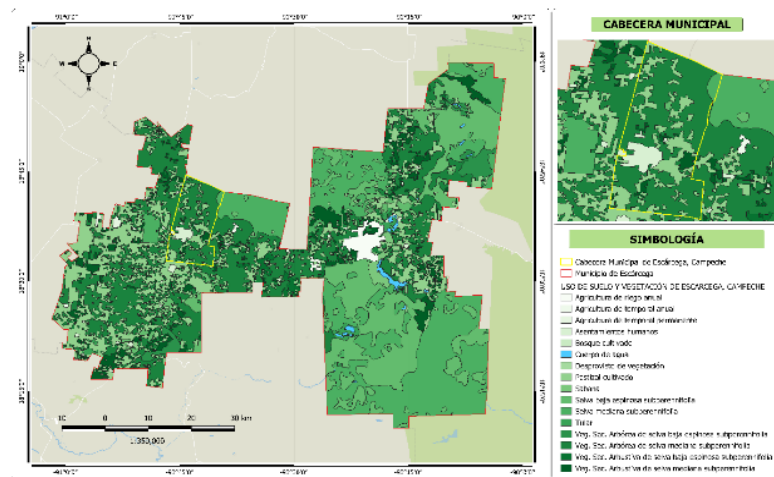 CABECERA MUNICIPAL
N
W
E
S
SIMBOLOGÍA
Cabecera Municipal de Escárcega, Campeche
Municipio de Escárcega
USO DE SUELO Y VEGETACIÓN DE ESCÁRCEGA, CAMPECHE
Agricultura de riego anual
Agricultura de temporal anual
Agricultura de temporal permanente
Asentamientos humanos
Bosque cultivado
Cuerpo de agua
Desprovisto de vegetación
Pastizal cultivado
Sabana
Selva baja espinosa subperennifolia
Selva mediana subperennifolia
Tular
Veg. Sec. Arbórea de selva baja espinosa subperennifolia
Veg. Sec. Arbórea de selva mediana subperennifolia
Veg. Sec. Arbustiva de selva baja espinosa subperennifolia
Veg. Sec. Arbustiva de selva mediana subperennifolia
10 0 10 20 30 km
1:350,000